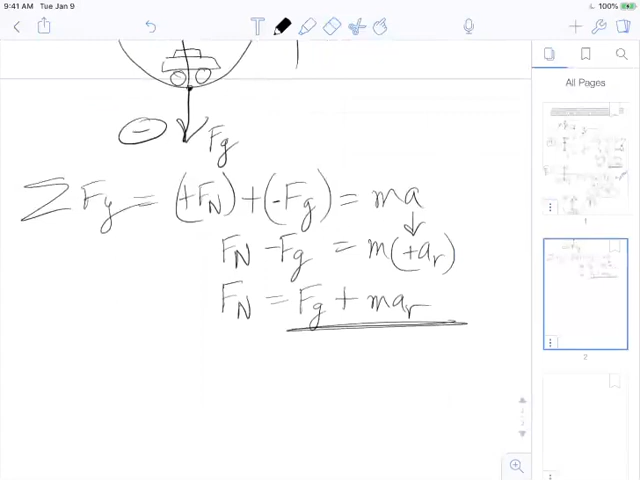 9:41 AM Tue Jan 9
100%
T
All Pages
Fg
ΣFy = (+FN) + (-Fg) = ma
FN - Fg = m(+ar)
FN = Fg + mar
1
2